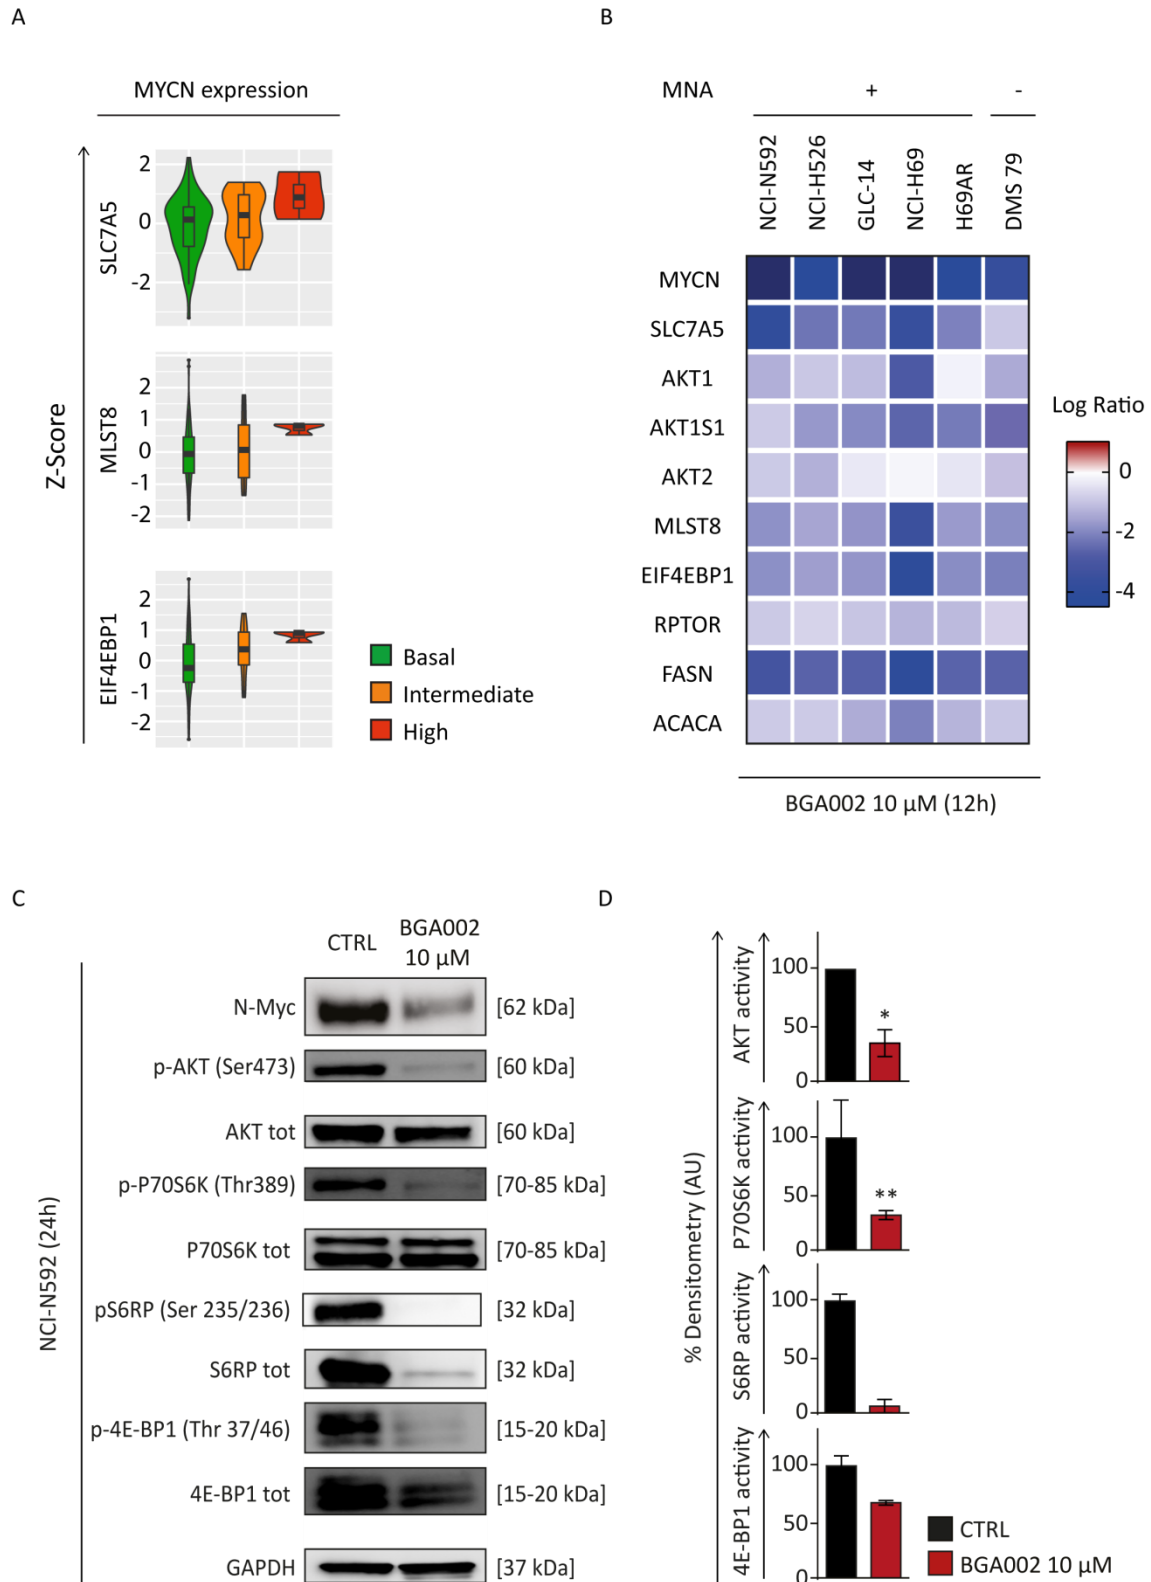 A
MYCN expression
Z-Score
SLC7A5
2
0
-2
MLST8
2
1
0
-1
-2
EIF4EBP1
2
1
0
-1
-2
Basal
Intermediate
High
B
MNA
+
-
NCI-N592
NCI-H526
GLC-14
NCI-H69
H69AR
DMS 79
MYCN
SLC7A5
AKT1
AKT1S1
AKT2
MLST8
EIF4EBP1
RPTOR
FASN
ACACA
Log Ratio
0
-2
-4
BGA002 10 µM (12h)
C
CTRL
BGA002
10 µM
NCI-N592 (24h)
N-Myc [62 kDa]
p-AKT (Ser473) [60 kDa]
AKT tot [60 kDa]
p-P70S6K (Thr389) [70-85 kDa]
P70S6K tot [70-85 kDa]
pS6RP (Ser 235/236) [32 kDa]
S6RP tot [32 kDa]
p-4E-BP1 (Thr 37/46) [15-20 kDa]
4E-BP1 tot [15-20 kDa]
GAPDH [37 kDa]
D
% Densitometry (AU)
AKT activity
100
50
0
*
P70S6K activity
100
50
0
**
S6RP activity
100
50
0
4E-BP1 activity
100
50
0
CTRL
BGA002 10 µM